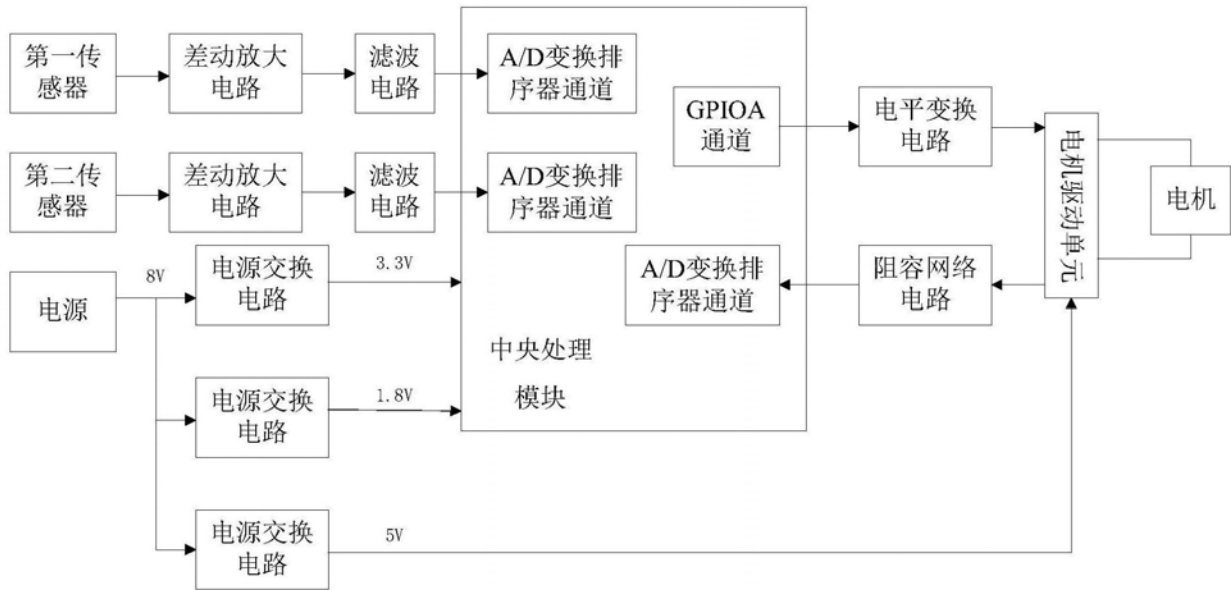 第一传
感器
差动放大
电路
滤波
电路
A/D变换排
序器通道
GPIOA
通道
电平变换
电路
电机驱动单元
电机
第二传
感器
差动放大
电路
滤波
电路
A/D变换排
序器通道
电源
8V
电源交换
电路
3.3V
A/D变换排
序器通道
阻容网络
电路
中央处理
模块
电源交换
电路
1.8V
电源交换
电路
5V